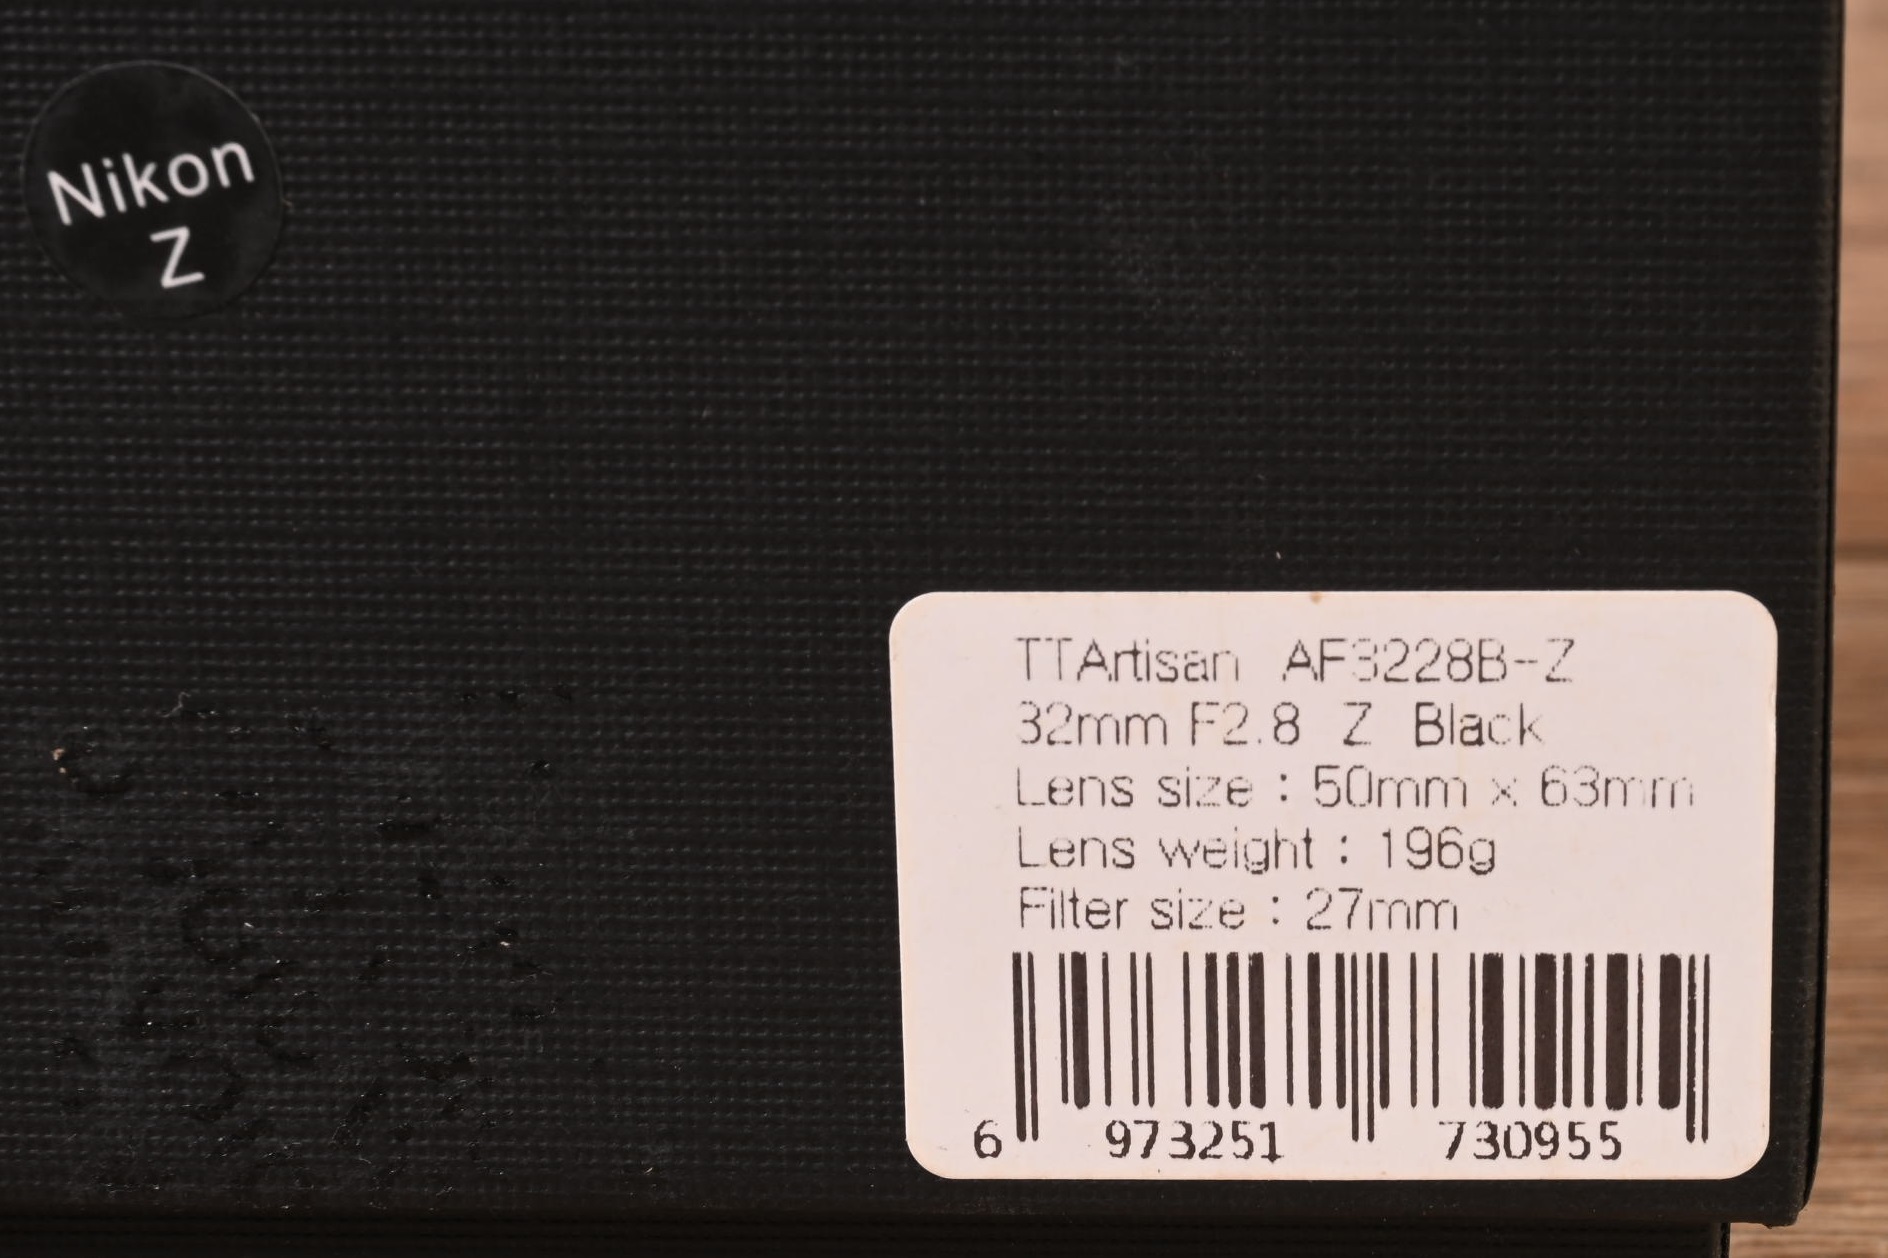 Nikon
Z
TTArtisan AF3228B-Z
32mm F2.8 Z Black
Lens size : 50mm x 63mm
Lens weight : 196g
Filter size : 27mm
6 973251 730955